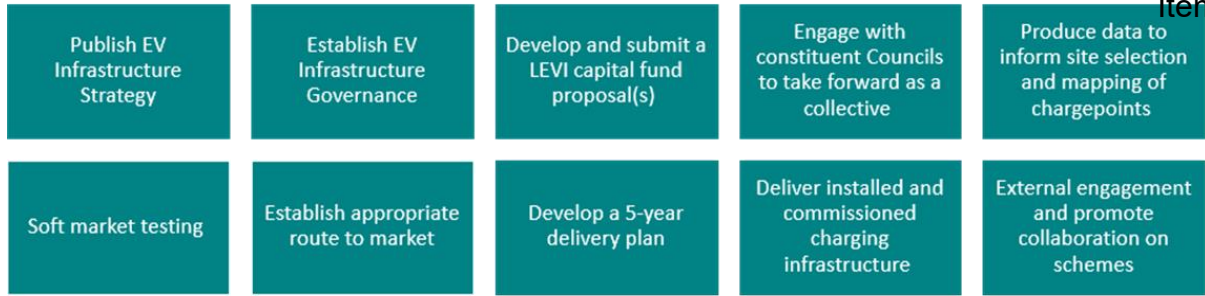 Item
Publish EV
Infrastructure
Strategy
Establish EV
Infrastructure
Governance
Develop and submit a
LEVI capital fund
proposal(s)
Engage with
constituent Councils
to take forward as a
collective
Produce data to
inform site selection
and mapping of
chargepoints
Soft market testing
Establish appropriate
route to market
Develop a 5-year
delivery plan
Deliver installed and
commissioned
charging
infrastructure
External engagement
and promote
collaboration on
schemes